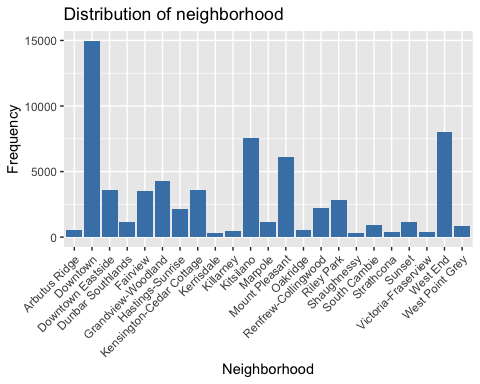 Distribution of neighborhood
Frequency
15000
10000
5000
0
Arbutus Ridge
Downtown
Downtown Eastside
Dunbar Southlands
Fairview
Grandview-Woodland
Hastings-Sunrise
Kensington-Cedar Cottage
Kerrisdale
Killarney
Kitsilano
Marpole
Mount Pleasant
Oakridge
Renfrew-Collingwood
Riley Park
Shaughnessy
South Cambie
Strathcona
Sunset
Victoria-Fraserview
West End
West Point Grey
Neighborhood